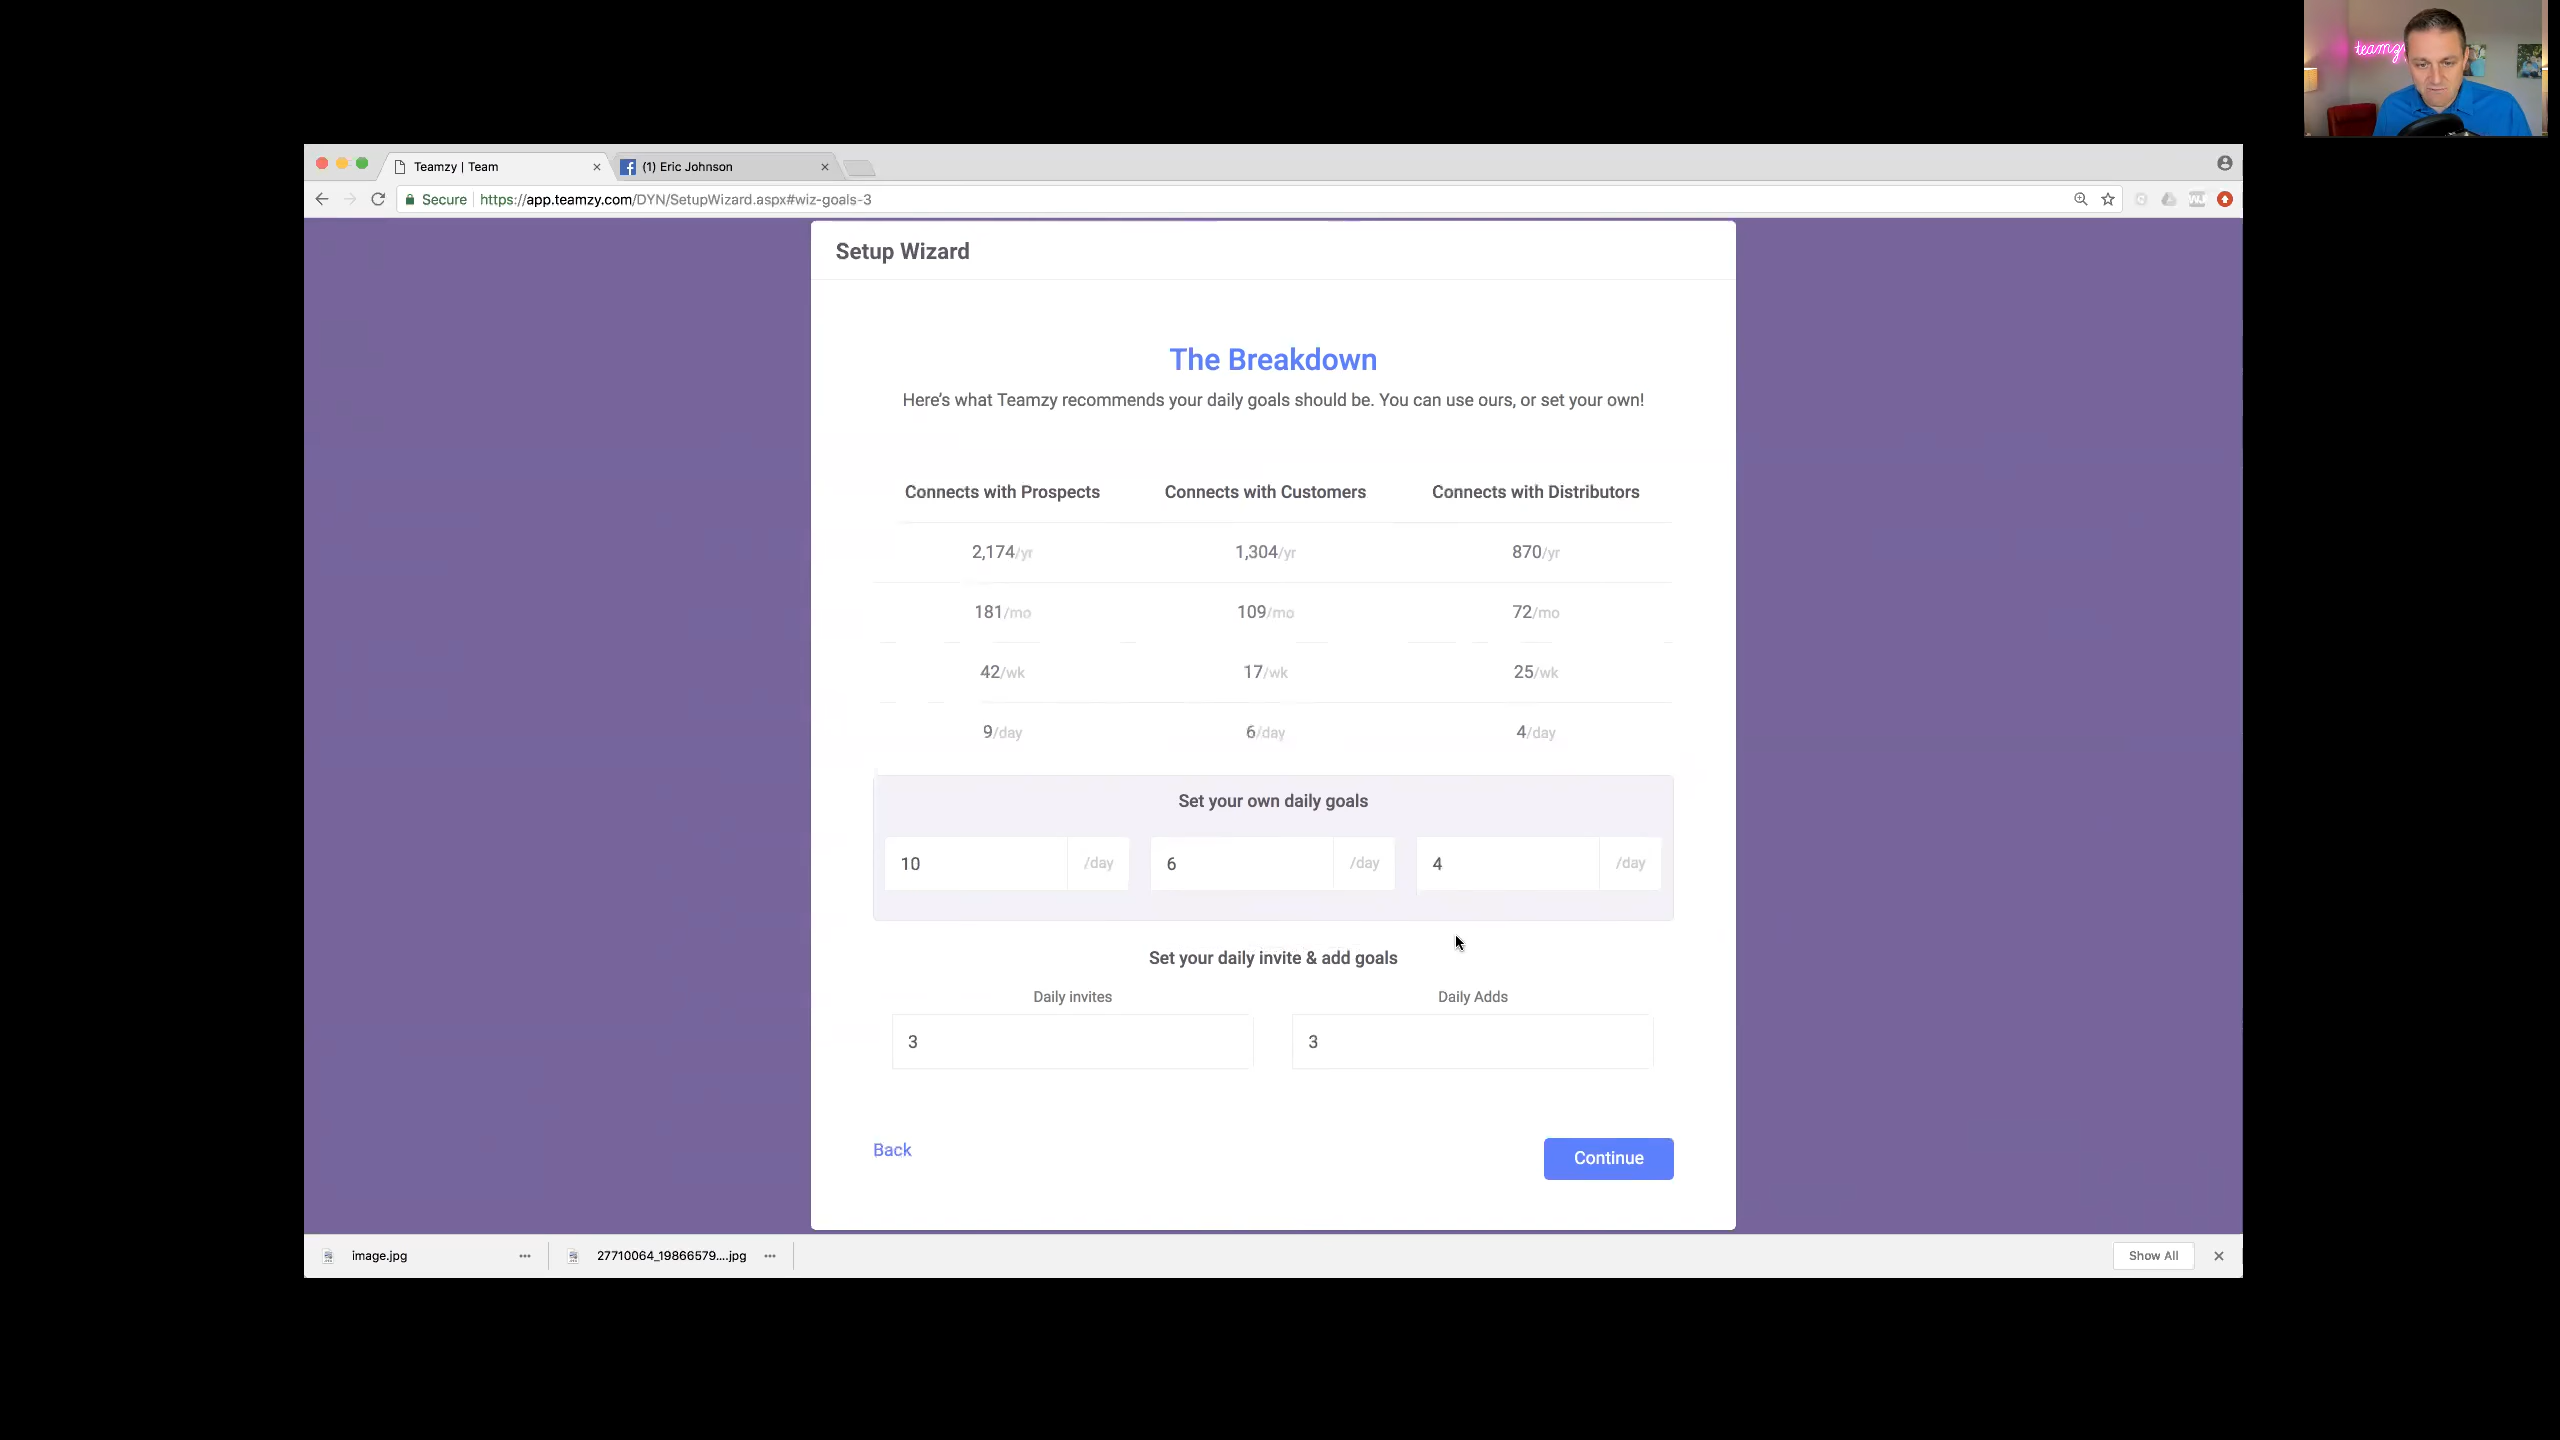 teamzy
Teamzy | Team
(1) Eric Johnson
Secure https://app.teamzy.com/DYN/SetupWizard.aspx#wiz-goals-3
Setup Wizard
The Breakdown
Here's what Teamzy recommends your daily goals should be. You can use ours, or set your own!
Connects with Prospects Connects with Customers Connects with Distributors
2,174/yr 1,304/yr 870/yr
181/mo 109/mo 72/mo
42/wk 17/wk 25/wk
9/day 6/day 4/day
Set your own daily goals
10 /day 6 /day 4 /day
Set your daily invite & add goals
Daily invites Daily Adds
3 3
Back Continue
image.jpg 27710064_19866579....jpg Show All